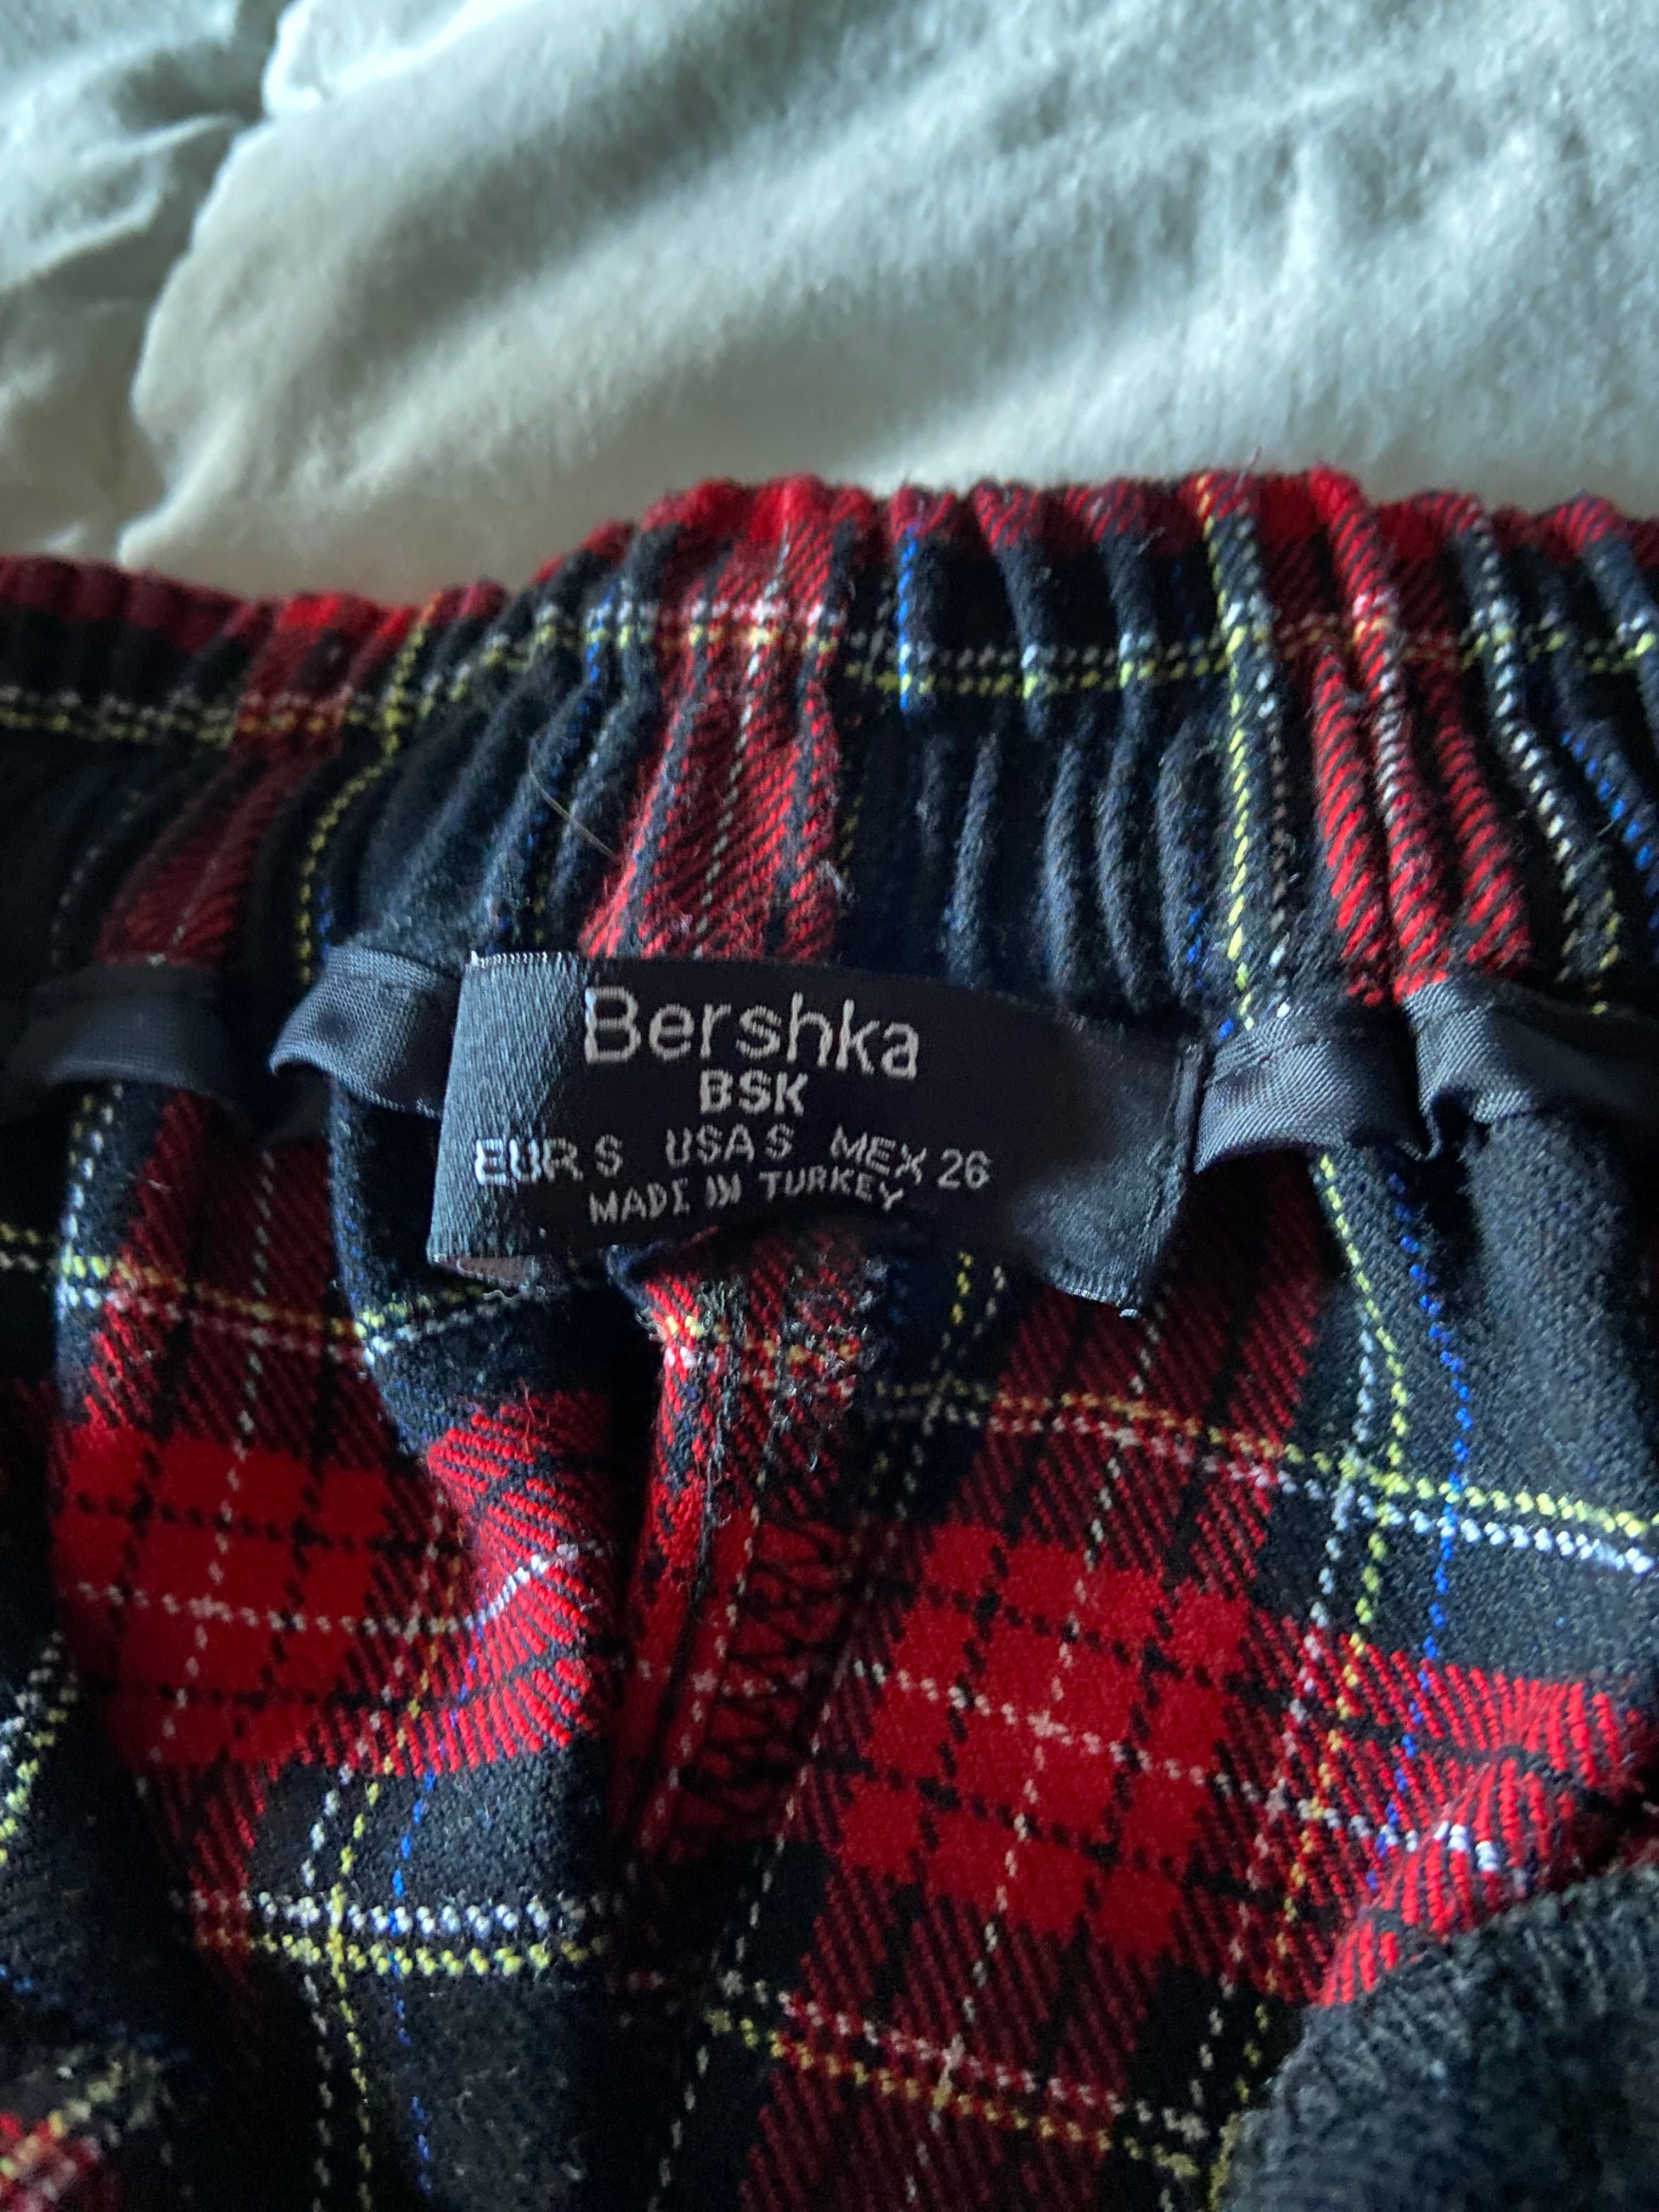 Bershka
BSK
EUR S USA S MEX 26
MADE IN TURKEY